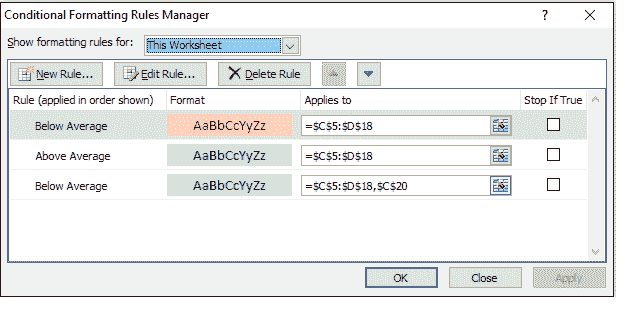 Conditional Formatting Rules Manager ? ×
Show formatting rules for: This Worksheet
New Rule... Edit Rule... Delete Rule
Rule (applied in order shown) Format Applies to Stop If True
Below Average AaBbCcYyZz =$C$5:$D$18
Above Average AaBbCcYyZz =$C$5:$D$18
Below Average AaBbCcYyZz =$C$5:$D$18,$C$20
OK Close Apply